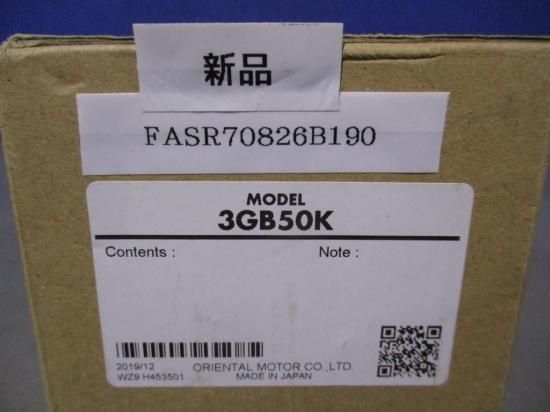 新品
FASR70826B190
MODEL
3GB50K
Contents : Note :
2019/12 ORIENTAL MOTOR CO.,LTD.
WZ9 H453501 MADE IN JAPAN